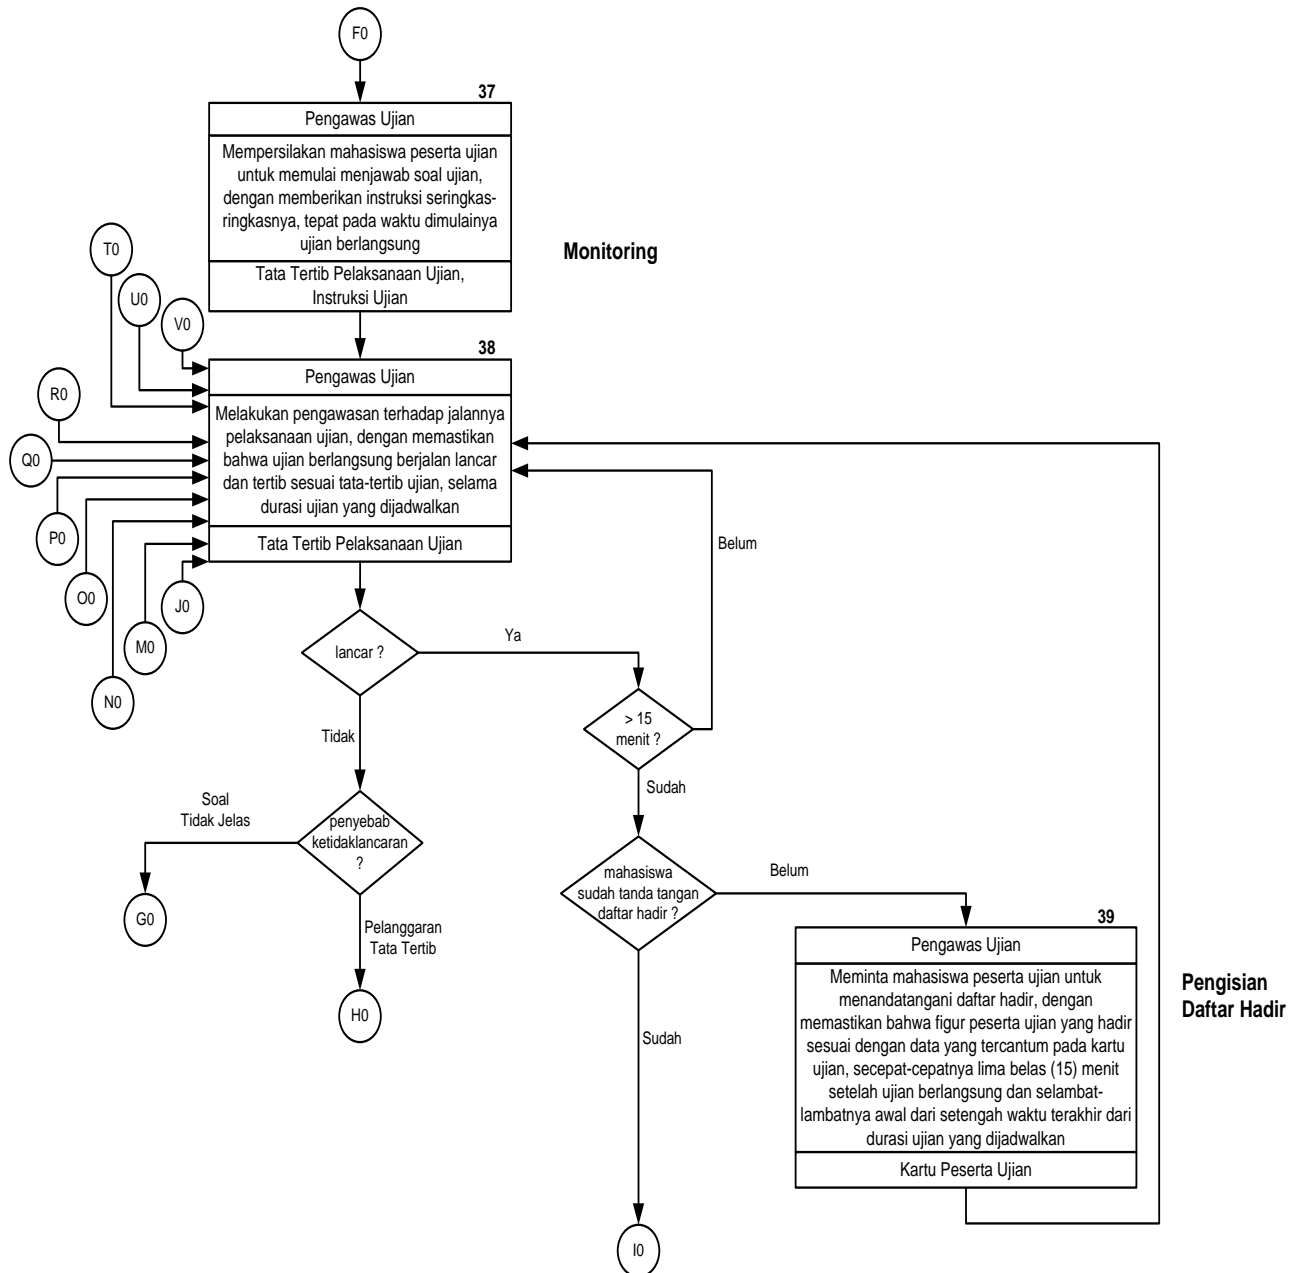 F0
37
Pengawas Ujian
Mempersilakan mahasiswa peserta ujian
untuk memulai menjawab soal ujian,
dengan memberikan instruksi seringkas-
ringkasnya, tepat pada waktu dimulainya
ujian berlangsung
Tata Tertib Pelaksanaan Ujian,
Instruksi Ujian
Monitoring
T0
U0
V0
38
Pengawas Ujian
Melakukan pengawasan terhadap jalannya
pelaksanaan ujian, dengan memastikan
bahwa ujian berlangsung berjalan lancar
dan tertib sesuai tata-tertib ujian, selama
durasi ujian yang dijadwalkan
Tata Tertib Pelaksanaan Ujian
R0
Q0
P0
O0
J0
M0
N0
Belum
lancar ?
Ya
> 15
menit ?
Tidak
Sudah
Soal
Tidak Jelas
penyebab
ketidaklancaran
?
G0
Pelanggaran
Tata Tertib
H0
mahasiswa
sudah tanda tangan
daftar hadir ?
Belum
Sudah
39
Pengawas Ujian
Meminta mahasiswa peserta ujian untuk
menandatangani daftar hadir, dengan
memastikan bahwa figur peserta ujian yang hadir
sesuai dengan data yang tercantum pada kartu
ujian, secepat-cepatnya lima belas (15) menit
setelah ujian berlangsung dan selambat-
lambatnya awal dari setengah waktu terakhir dari
durasi ujian yang dijadwalkan
Kartu Peserta Ujian
Pengisian
Daftar Hadir
I0